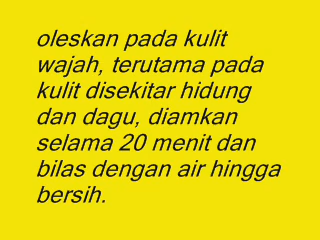 oleskan pada kulit
wajah, terutama pada
kulit disekitar hidung
dan dagu, diamkan
selama 20 menit dan
bilas dengan air hingga
bersih.